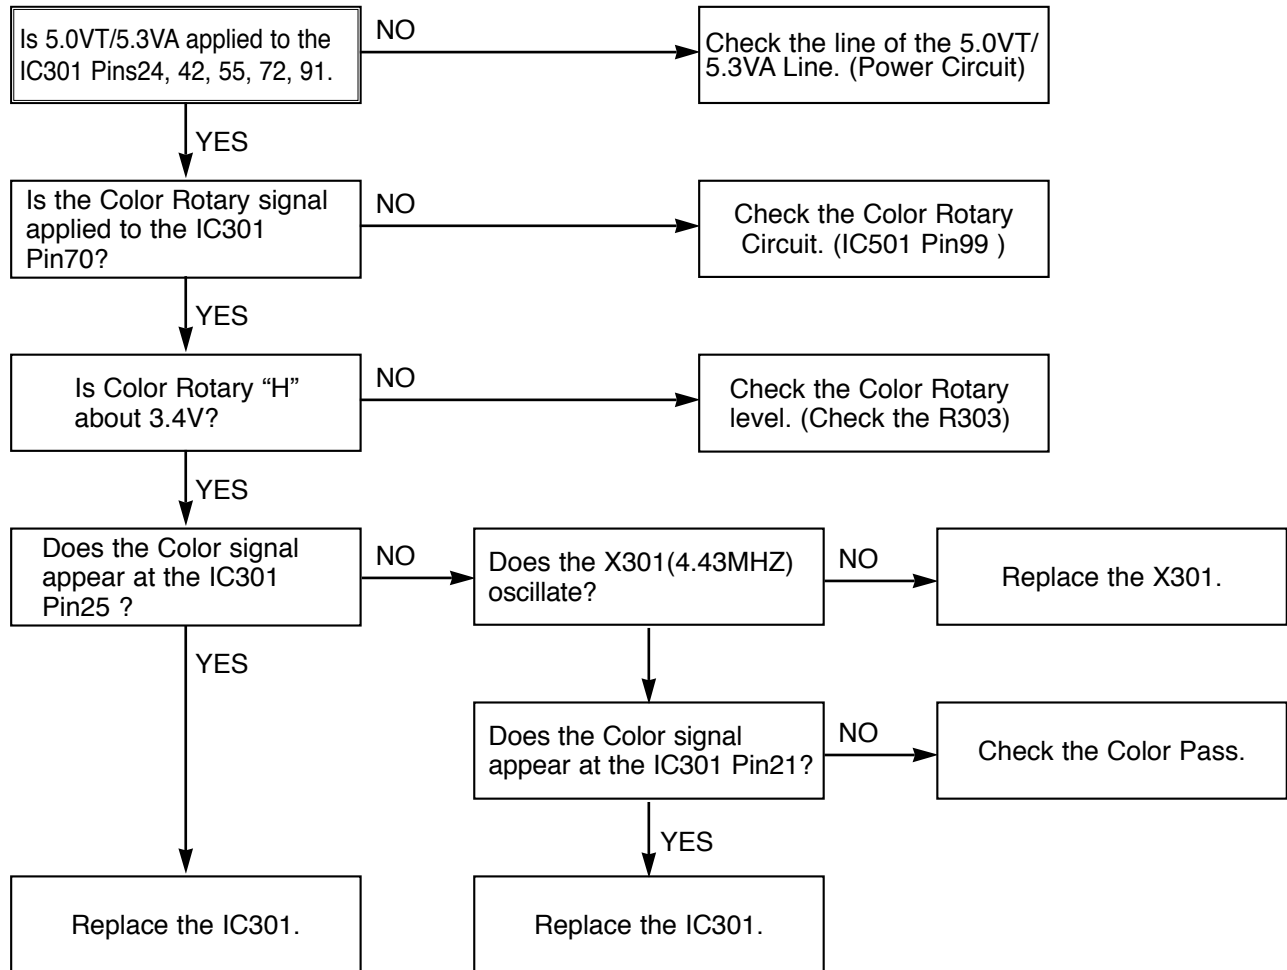 Is 5.0VT/5.3VA applied to the
IC301 Pins24, 42, 55, 72, 91.
NO
Check the line of the 5.0VT/
5.3VA Line. (Power Circuit)
YES
Is the Color Rotary signal
applied to the IC301
Pin70?
NO
Check the Color Rotary
Circuit. (IC501 Pin99 )
YES
Is Color Rotary “H”
about 3.4V?
NO
Check the Color Rotary
level. (Check the R303)
YES
Does the Color signal
appear at the IC301
Pin25 ?
NO
Does the X301(4.43MHZ)
oscillate?
NO
Replace the X301.
YES
Does the Color signal
appear at the IC301 Pin21?
NO
Check the Color Pass.
YES
Replace the IC301.
Replace the IC301.